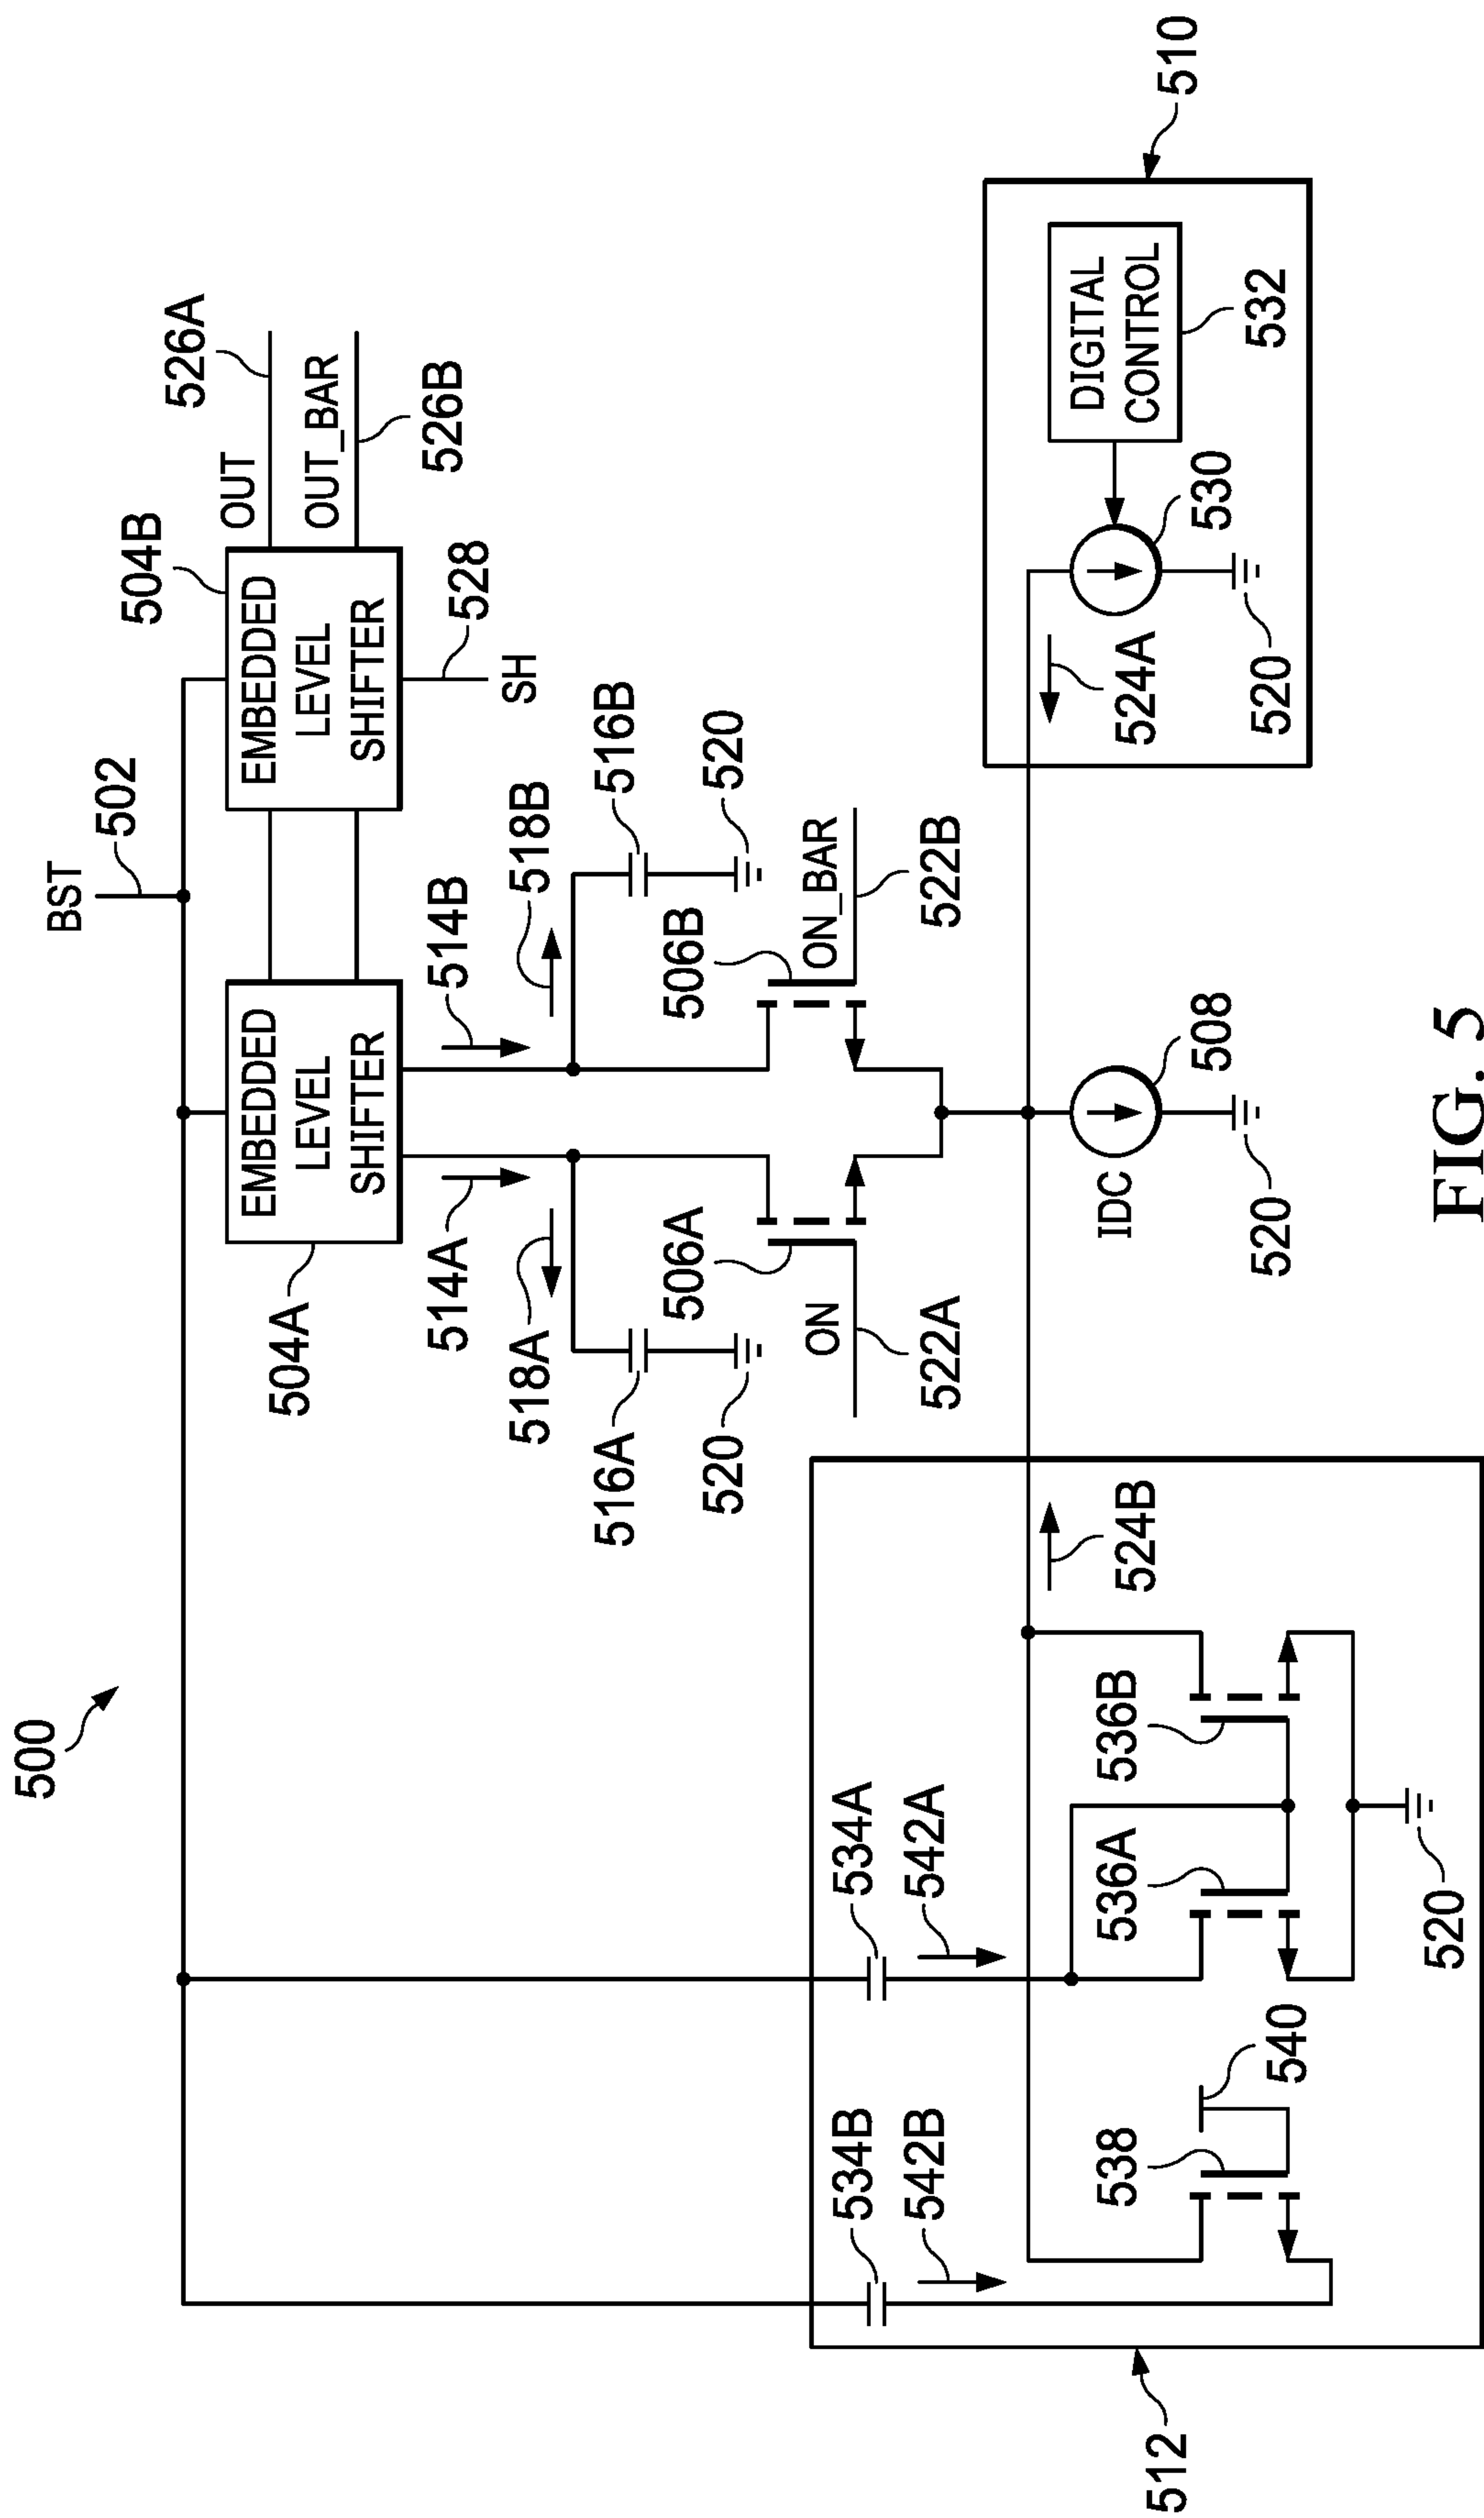 500
BST
502
504B
526A
OUT
OUT_BAR
526B
EMBEDDED
LEVEL
SHIFTER
504A
EMBEDDED
LEVEL
SHIFTER
528
SH
514A
514B
518A
518B
516A
516B
520
520
506A
506B
ON
ON_BAR
522A
522B
534B
534A
542B
542A
538
540
536A
536B
524B
520
512
IDC
508
520
524A
530
520
DIGITAL
CONTROL
532
510
FIG. 5